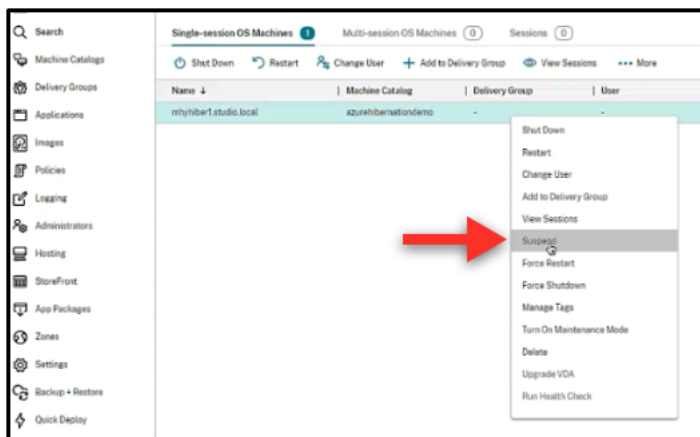 Search
Machine Catalogs
Delivery Groups
Applications
Images
Policies
Logging
Administrators
Hosting
StoreFront
App Packages
Zones
Settings
Backup + Restore
Quick Deploy
Single-session OS Machines 1 Multi-session OS Machines 0 Sessions 0
Shut Down Restart Change User Add to Delivery Group View Sessions More
Name ↓ Machine Catalog Delivery Group User
mhyhiber1.studio.local azurehibernationdemo - -
Shut Down
Restart
Change User
Add to Delivery Group
View Sessions
Suspend
Force Restart
Force Shutdown
Manage Tags
Turn On Maintenance Mode
Delete
Upgrade VDA
Run Health Check